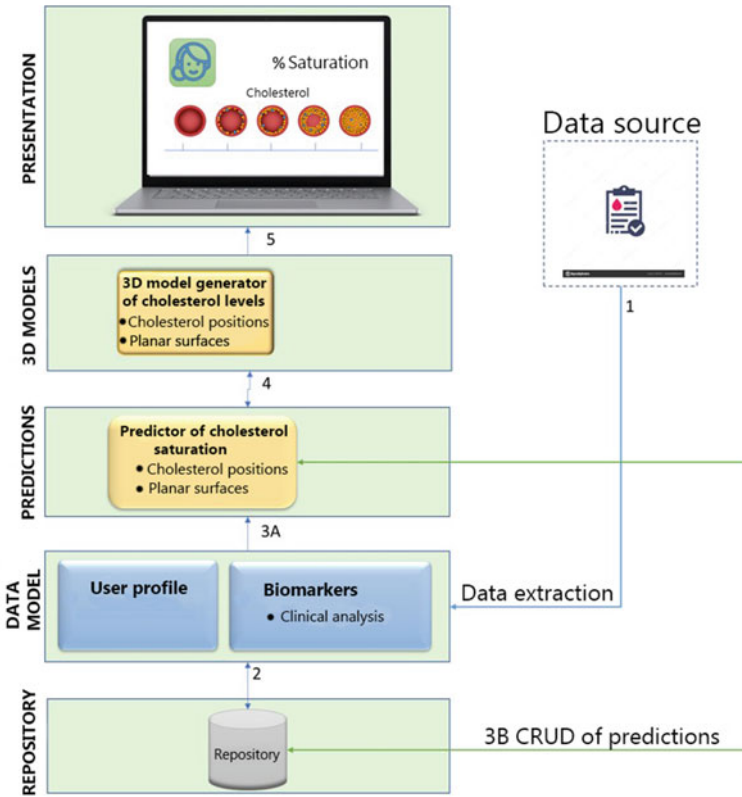 PRESENTATION
% Saturation
Cholesterol
Data source
1
5
3D MODELS
3D model generator
of cholesterol levels
● Cholesterol positions
● Planar surfaces
4
PREDICTIONS
Predictor of cholesterol
saturation
● Cholesterol positions
● Planar surfaces
3A
DATA
MODEL
User profile
Biomarkers
● Clinical analysis
Data extraction
2
REPOSITORY
Repository
3B CRUD of predictions